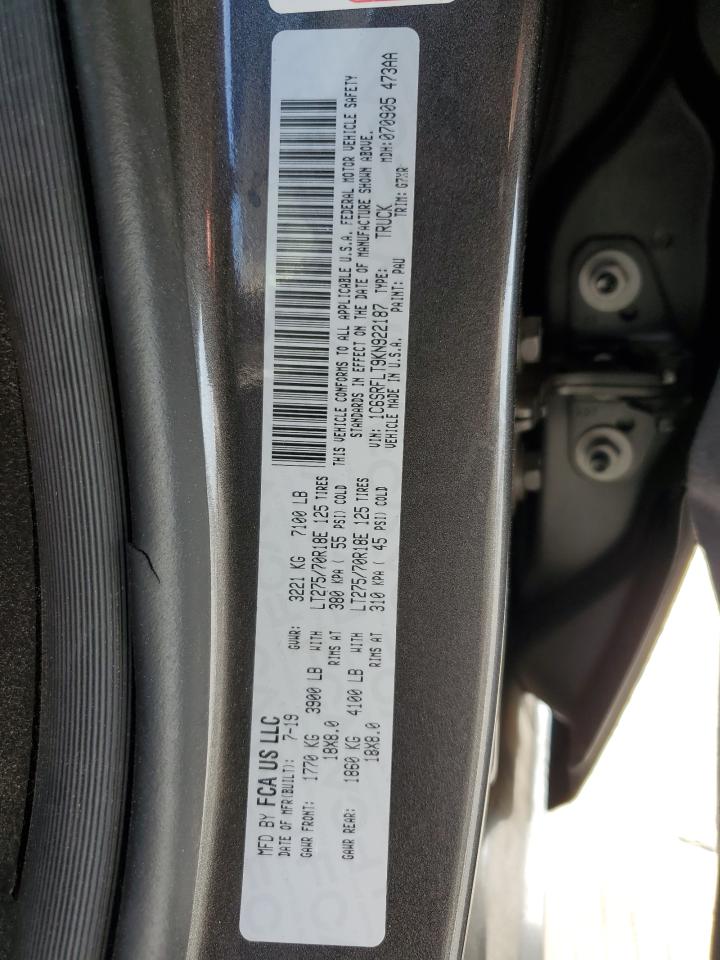 MFD BY FCA US LLC
DATE OF MFR(BUILT): 7-19 GVWR: 3221 KG 7100 LB
GAWR FRONT: 1770 KG 3900 LB WITH LT275/70R18E 125 TIRES
18X8.0 RIMS AT 380 KPA ( 55 PSI) COLD
GAWR REAR: 1860 KG 4100 LB WITH LT275/70R18E 125 TIRES
18X8.0 RIMS AT 310 KPA ( 45 PSI) COLD
THIS VEHICLE CONFORMS TO ALL APPLICABLE U.S.A. FEDERAL MOTOR VEHICLE SAFETY
STANDARDS IN EFFECT ON THE DATE OF MANUFACTURE SHOWN ABOVE.
VIN: 1C6SRFLT9KN922187 TYPE: TRUCK MDH:070905 473AA
VEHICLE MADE IN U.S.A. PAINT: PAU TRIM: G7XR